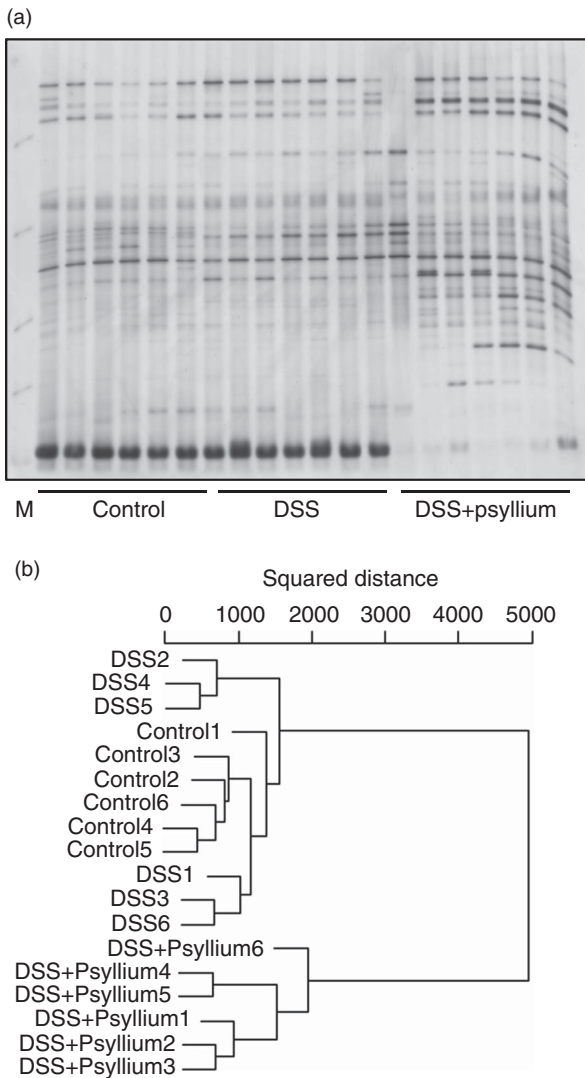 (a)
M Control DSS DSS+psyllium
(b)
Squared distance
0 1000 2000 3000 4000 5000
DSS2
DSS4
DSS5
Control1
Control3
Control2
Control6
Control4
Control5
DSS1
DSS3
DSS6
DSS+Psyllium6
DSS+Psyllium4
DSS+Psyllium5
DSS+Psyllium1
DSS+Psyllium2
DSS+Psyllium3